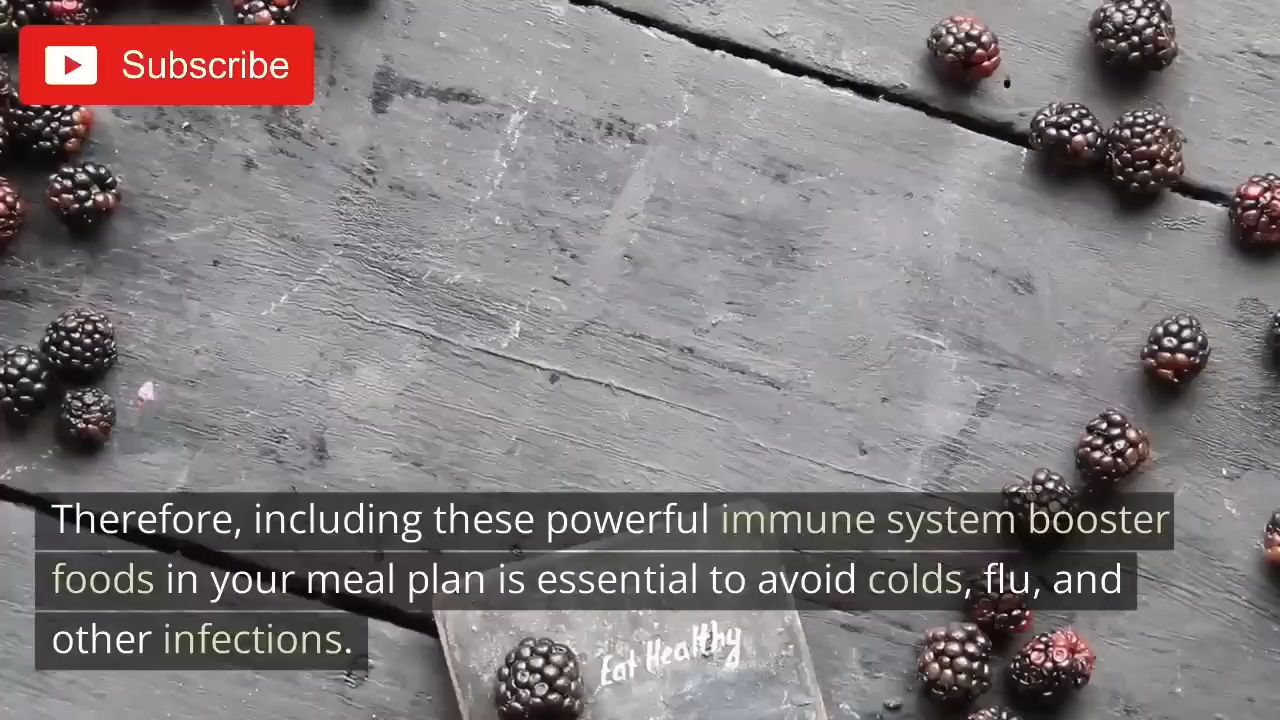 Subscribe
Therefore, including these powerful immune system booster
foods in your meal plan is essential to avoid colds, flu, and
other infections.
Eat Healthy